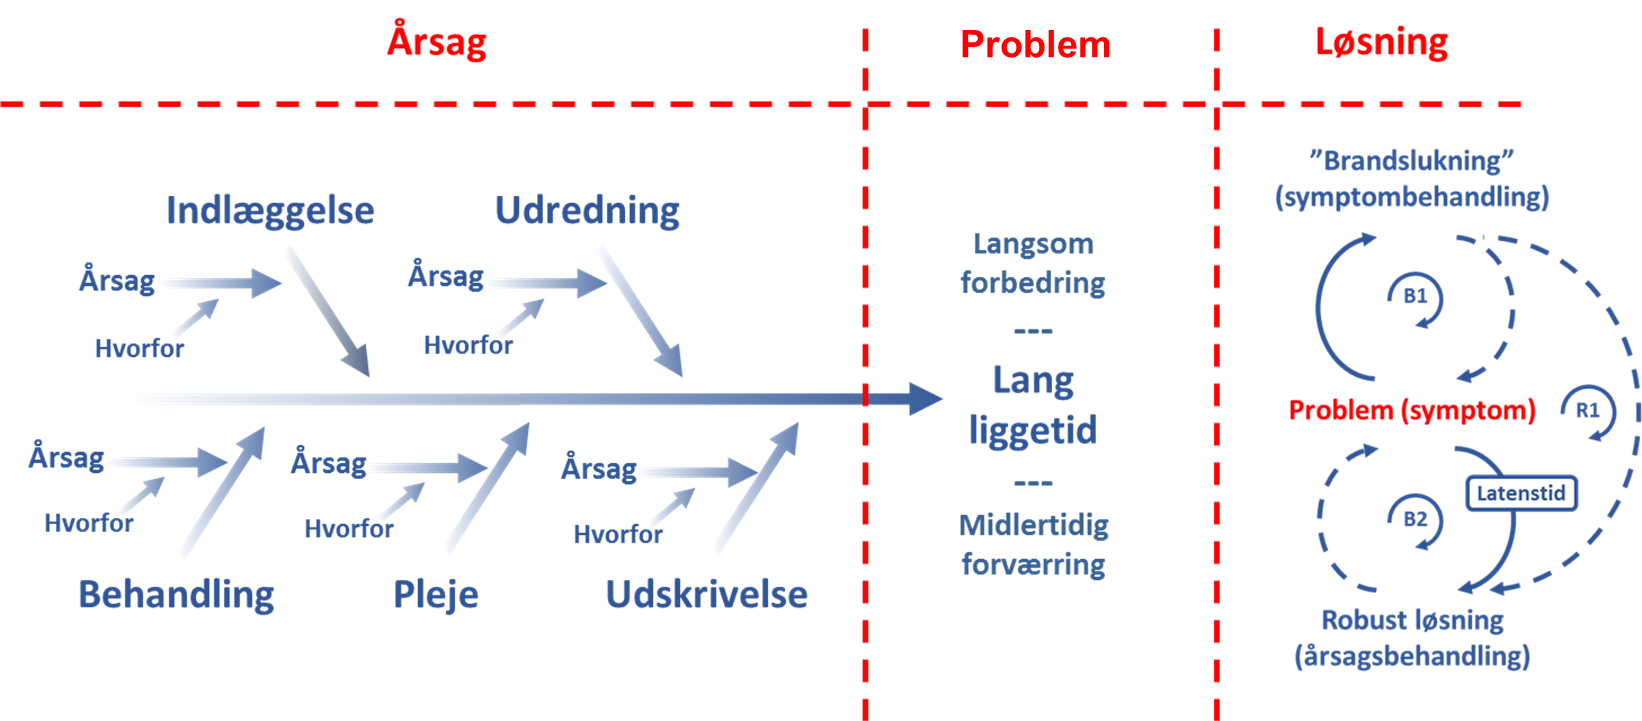 Årsag
Problem
Løsning
Indlæggelse
Udredning
Årsag
Hvorfor
Årsag
Hvorfor
Årsag
Hvorfor
Årsag
Hvorfor
Årsag
Hvorfor
Behandling
Pleje
Udskrivelse
Langsom
forbedring
---
Lang
liggetid
---
Midlertidig
forværring
”Brandslukning”
(symptombehandling)
B1
Problem (symptom)
R1
Latenstid
B2
Robust løsning
(årsagsbehandling)